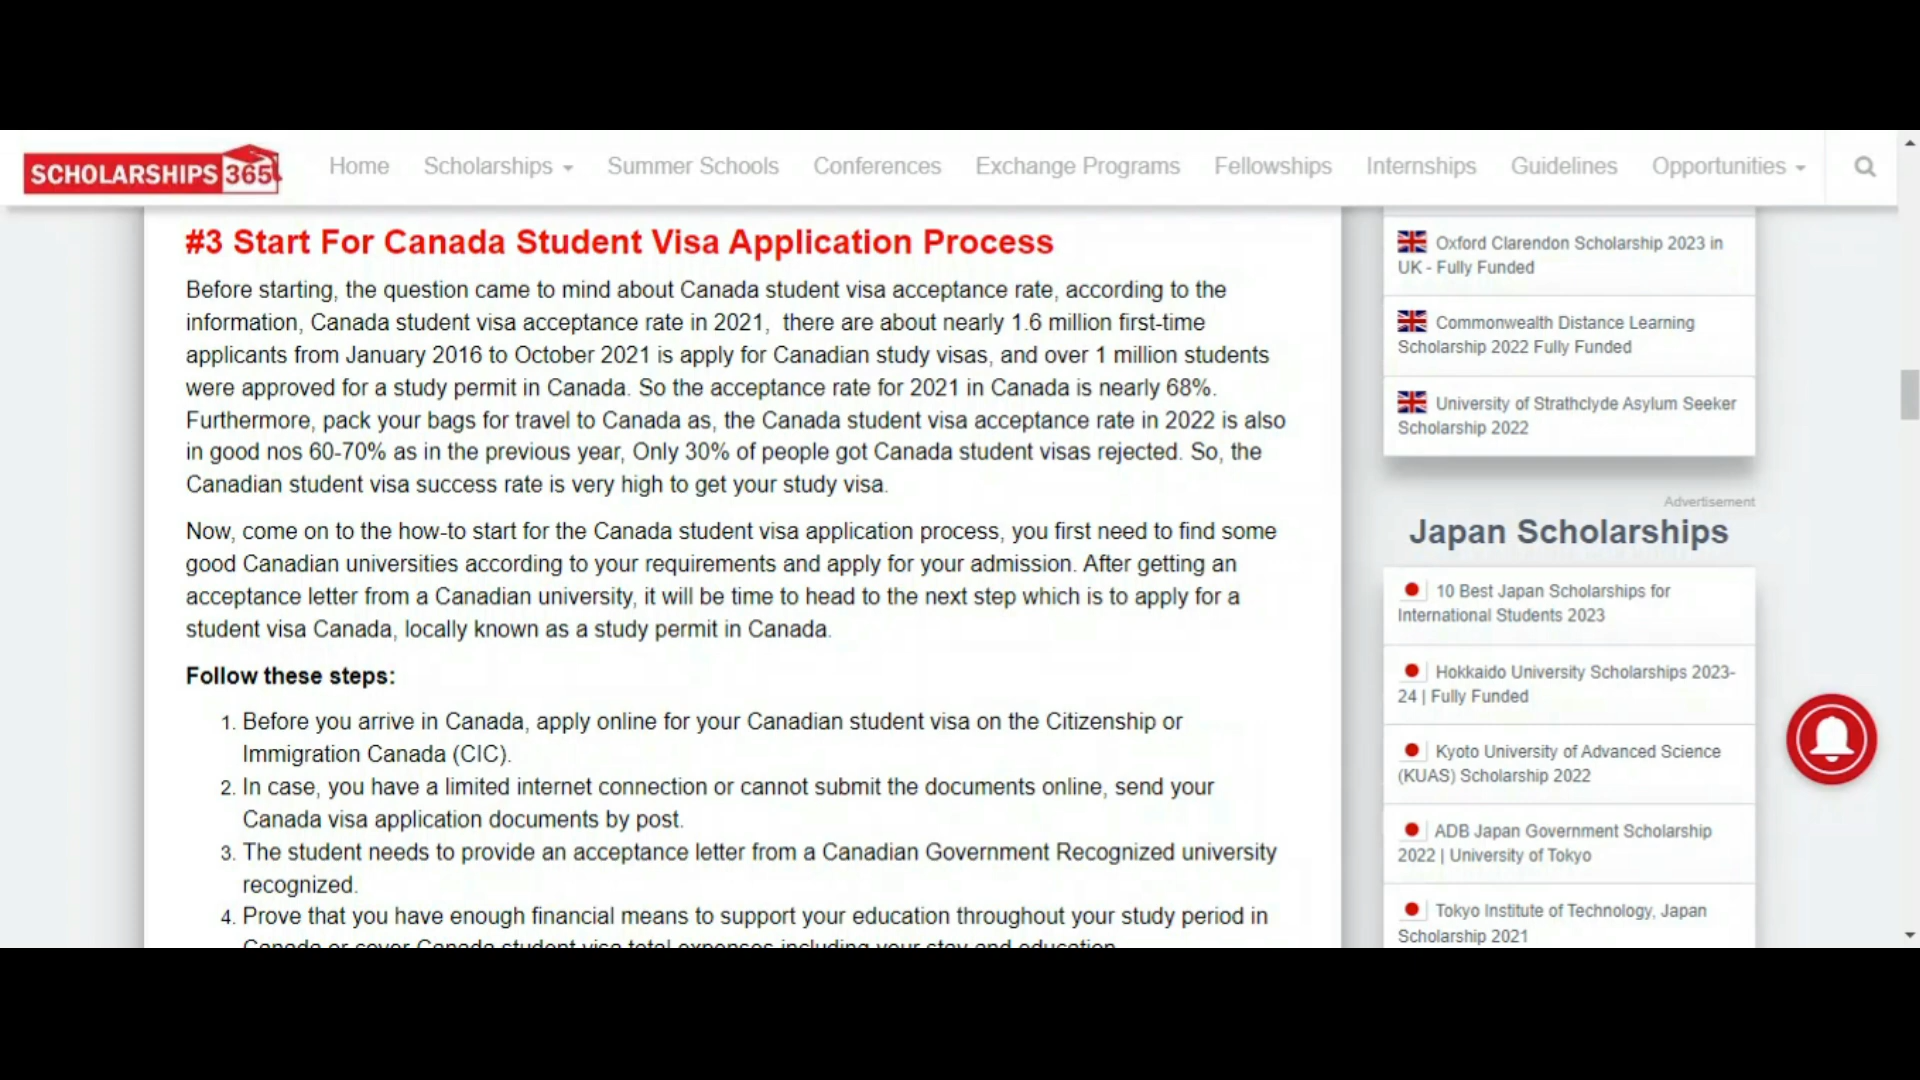 SCHOLARSHIPS 365
Home Scholarships Summer Schools Conferences Exchange Programs Fellowships Internships Guidelines Opportunities
#3 Start For Canada Student Visa Application Process
Before starting, the question came to mind about Canada student visa acceptance rate, according to the
information, Canada student visa acceptance rate in 2021, there are about nearly 1.6 million first-time
applicants from January 2016 to October 2021 is apply for Canadian study visas, and over 1 million students
were approved for a study permit in Canada. So the acceptance rate for 2021 in Canada is nearly 68%.
Furthermore, pack your bags for travel to Canada as, the Canada student visa acceptance rate in 2022 is also
in good nos 60-70% as in the previous year, Only 30% of people got Canada student visas rejected. So, the
Canadian student visa success rate is very high to get your study visa.
Now, come on to the how-to start for the Canada student visa application process, you first need to find some
good Canadian universities according to your requirements and apply for your admission. After getting an
acceptance letter from a Canadian university, it will be time to head to the next step which is to apply for a
student visa Canada, locally known as a study permit in Canada.
Follow these steps:
1. Before you arrive in Canada, apply online for your Canadian student visa on the Citizenship or
Immigration Canada (CIC).
2. In case, you have a limited internet connection or cannot submit the documents online, send your
Canada visa application documents by post.
3. The student needs to provide an acceptance letter from a Canadian Government Recognized university
recognized.
4. Prove that you have enough financial means to support your education throughout your study period in
Canada or cover Canada student visa total expenses including your stay and education.
Oxford Clarendon Scholarship 2023 in
UK - Fully Funded
Commonwealth Distance Learning
Scholarship 2022 Fully Funded
University of Strathclyde Asylum Seeker
Scholarship 2022
Advertisement
Japan Scholarships
10 Best Japan Scholarships for
International Students 2023
Hokkaido University Scholarships 2023-
24 | Fully Funded
Kyoto University of Advanced Science
(KUAS) Scholarship 2022
ADB Japan Government Scholarship
2022 | University of Tokyo
Tokyo Institute of Technology, Japan
Scholarship 2021